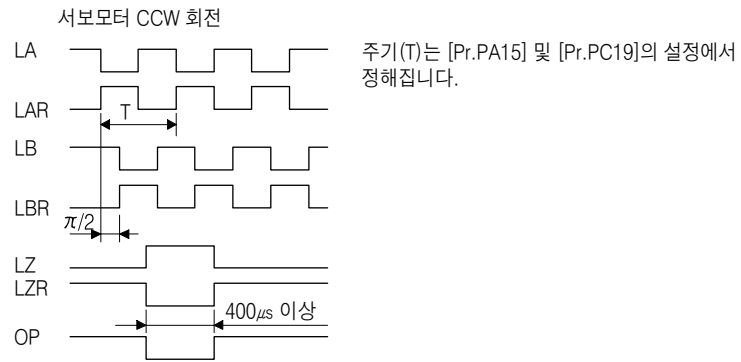 서보모터 CCW 회전
LA
주기(T)는 [Pr.PA15] 및 [Pr.PC19]의 설정에서
정해집니다.
LAR
T
LB
LBR
π/2
LZ
LZR
400μs 이상
OP